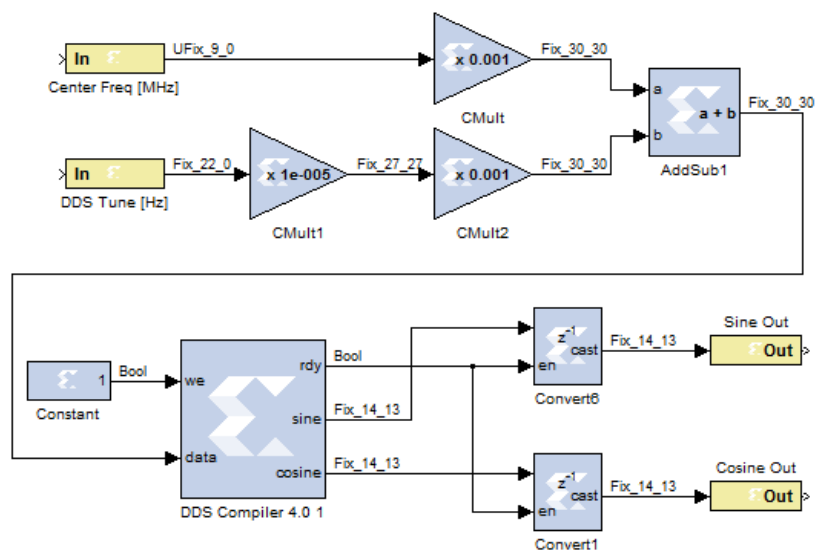 In
UFix_9_0
Center Freq [MHz]
x 0.001
Fix_30_30
CMult
a
b
a + b
Fix_30_30
AddSub1
In
Fix_22_0
DDS Tune [Hz]
x 1e-005
Fix_27_27
CMult1
x 0.001
Fix_30_30
CMult2
1
Bool
Constant
we
data
rdy
sine
cosine
Bool
Fix_14_13
Fix_14_13
DDS Compiler 4.0 1
z-1
cast
en
Fix_14_13
Convert6
Sine Out
Out
z-1
cast
en
Fix_14_13
Convert1
Cosine Out
Out